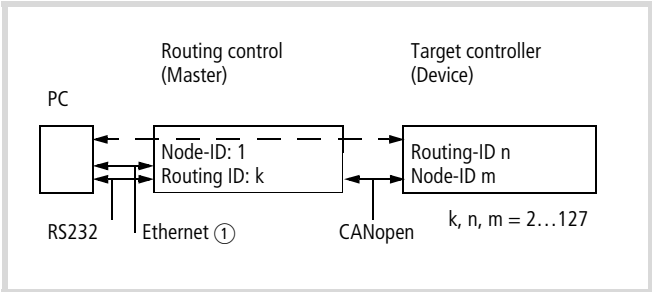 Routing control
(Master)
Target controller
(Device)
PC
Node-ID: 1
Routing ID: k
Routing-ID n
Node-ID m
RS232
Ethernet ①
CANopen
k, n, m = 2…127